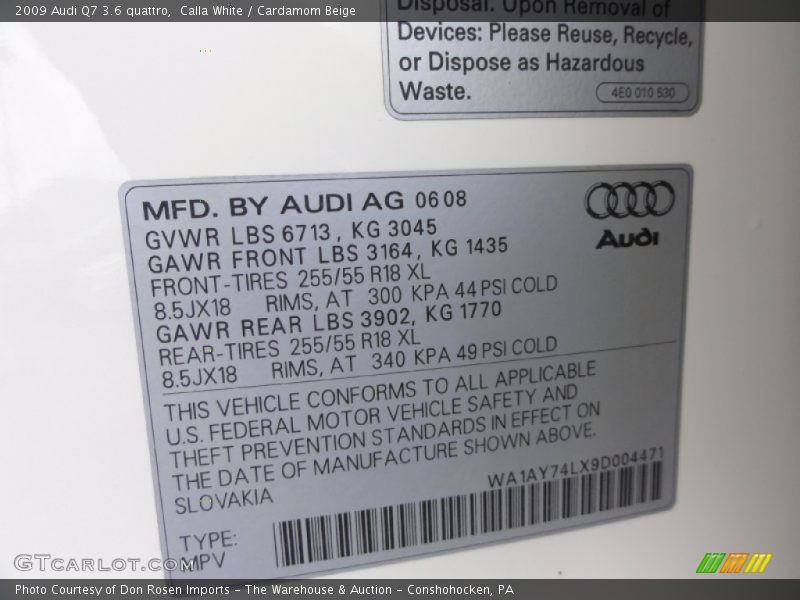 2009 Audi Q7 3.6 quattro, Calla White / Cardamom Beige
Disposal. Upon Removal of
Devices: Please Reuse, Recycle,
or Dispose as Hazardous
Waste.
4E0 010 530
MFD. BY AUDI AG 0608
GVWR LBS 6713, KG 3045
GAWR FRONT LBS 3164, KG 1435
FRONT-TIRES 255/55 R18 XL
8.5JX18 RIMS, AT 300 KPA 44 PSI COLD
GAWR REAR LBS 3902, KG 1770
REAR-TIRES 255/55 R18 XL
8.5JX18 RIMS, AT 340 KPA 49 PSI COLD
Audi
THIS VEHICLE CONFORMS TO ALL APPLICABLE
U.S. FEDERAL MOTOR VEHICLE SAFETY AND
THEFT PREVENTION STANDARDS IN EFFECT ON
THE DATE OF MANUFACTURE SHOWN ABOVE.
SLOVAKIA
WA1AY74LX9D004471
TYPE:
MPV
GTCARLOT.COM
Photo Courtesy of Don Rosen Imports – The Warehouse & Auction – Conshohocken, PA